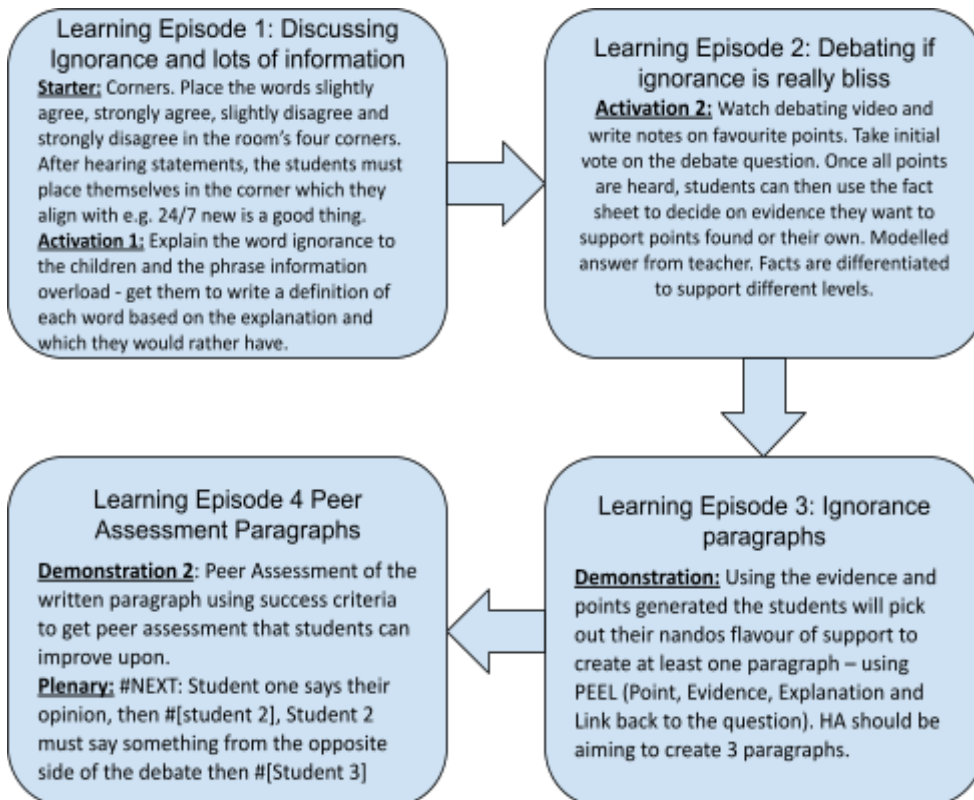 Learning Episode 1: Discussing
Ignorance and lots of information
Starter: Corners. Place the words slightly
agree, strongly agree, slightly disagree and
strongly disagree in the room's four corners.
After hearing statements, the students must
place themselves in the corner which they
align with e.g. 24/7 new is a good thing.
Activation 1: Explain the word ignorance to
the children and the phrase information
overload - get them to write a definition of
each word based on the explanation and
which they would rather have.
Learning Episode 2: Debating if
ignorance is really bliss
Activation 2: Watch debating video and
write notes on favourite points. Take initial
vote on the debate question. Once all points
are heard, students can then use the fact
sheet to decide on evidence they want to
support points found or their own. Modelled
answer from teacher. Facts are differentiated
to support different levels.
Learning Episode 3: Ignorance
paragraphs
Demonstration: Using the evidence and
points generated the students will pick
out their nandos flavour of support to
create at least one paragraph – using
PEEL (Point, Evidence, Explanation and
Link back to the question). HA should be
aiming to create 3 paragraphs.
Learning Episode 4 Peer
Assessment Paragraphs
Demonstration 2: Peer Assessment of the
written paragraph using success criteria
to get peer assessment that students can
improve upon.
Plenary: #NEXT: Student one says their
opinion, then #[student 2], Student 2
must say something from the opposite
side of the debate then #[Student 3]